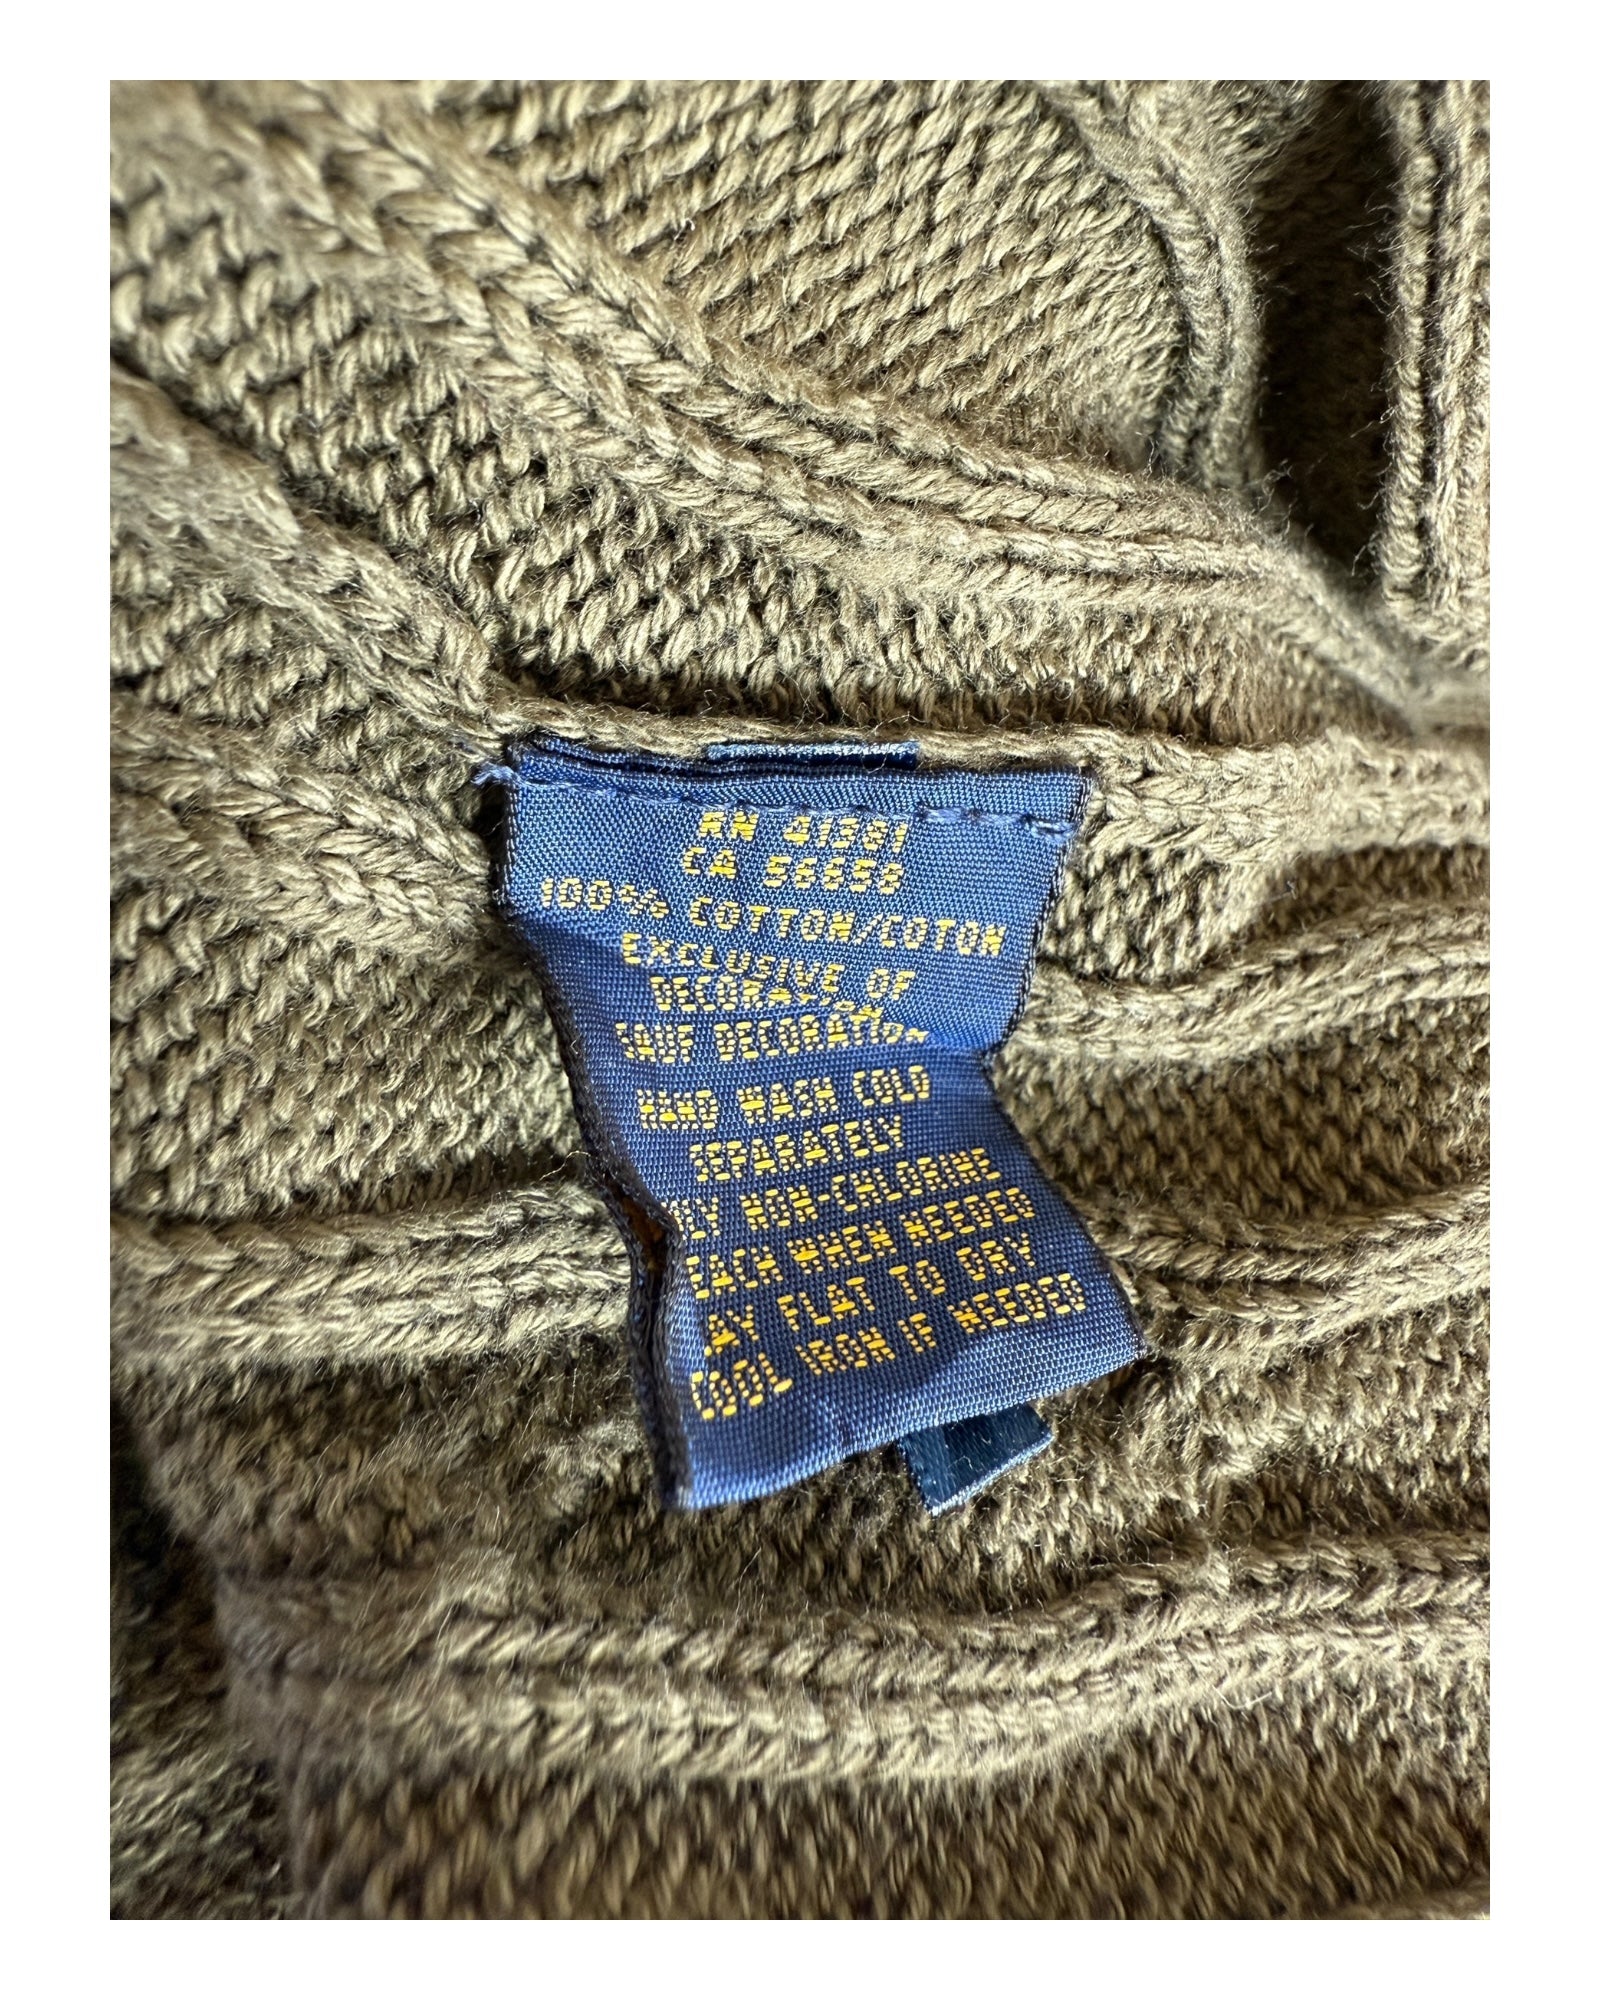 RN 41381
CA 56658
100% COTTON/COTON
EXCLUSIVE OF
DECORATION
SAUF DECORATION
HAND WASH COLD
SEPARATELY
NON-CHLORINE
WHEN NEEDED
FLAT TO DRY
COOL IRON IF NEEDED